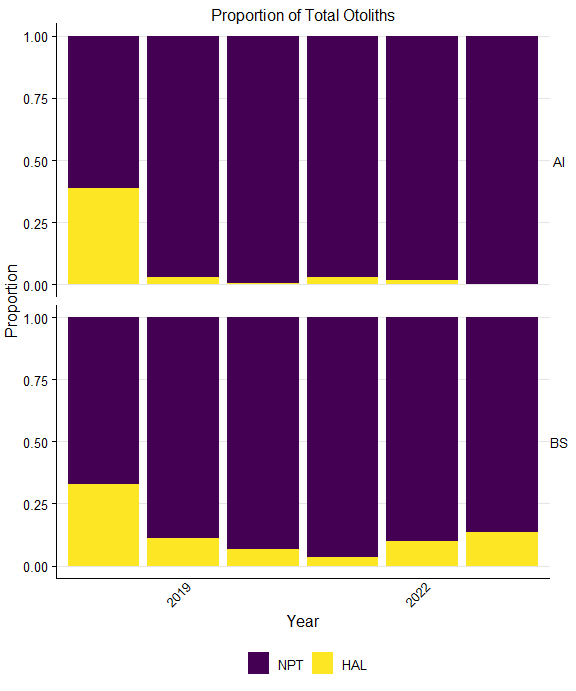 Proportion of Total Otoliths
1.00
0.75
0.50
0.25
0.00
AI
1.00
0.75
0.50
0.25
0.00
BS
Proportion
2019
2022
Year
NPT
HAL